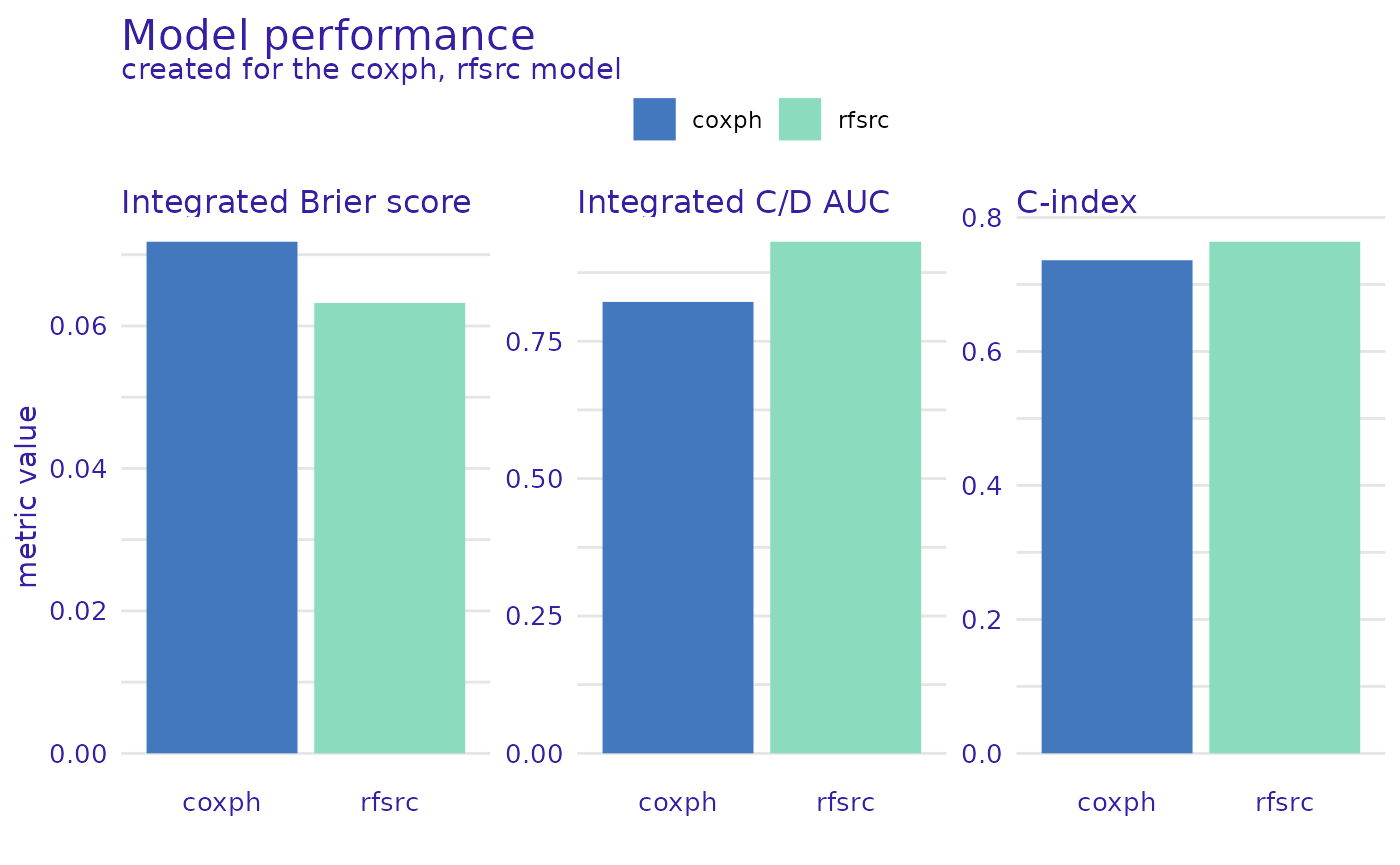 Model performance
created for the coxph, rfsrc model
coxph rfsrc
Integrated Brier score
metric value
0.06
0.04
0.02
0.00
coxph rfsrc
Integrated C/D AUC
0.75
0.50
0.25
0.00
coxph rfsrc
C-index
0.8
0.6
0.4
0.2
0.0
coxph rfsrc